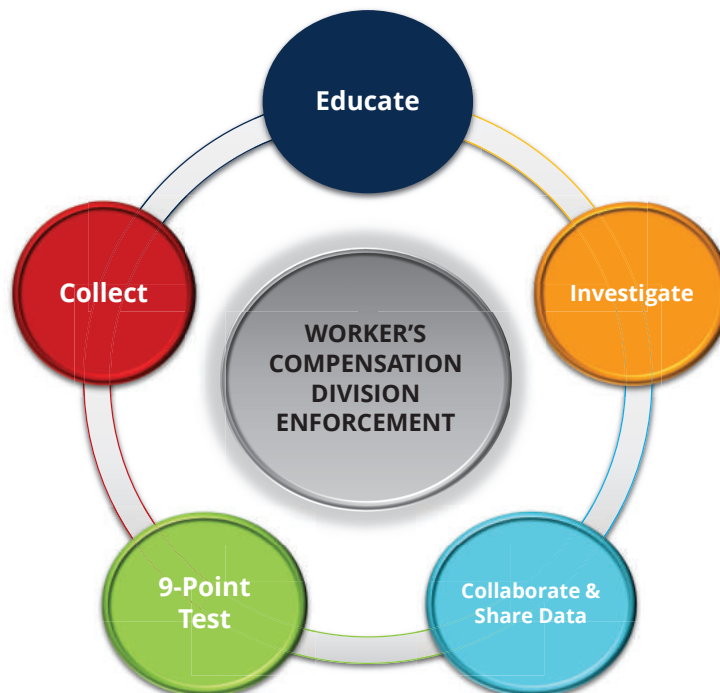 Educate
Investigate
Collaborate &
Share Data
9-Point
Test
Collect
WORKER’S
COMPENSATION
DIVISION
ENFORCEMENT